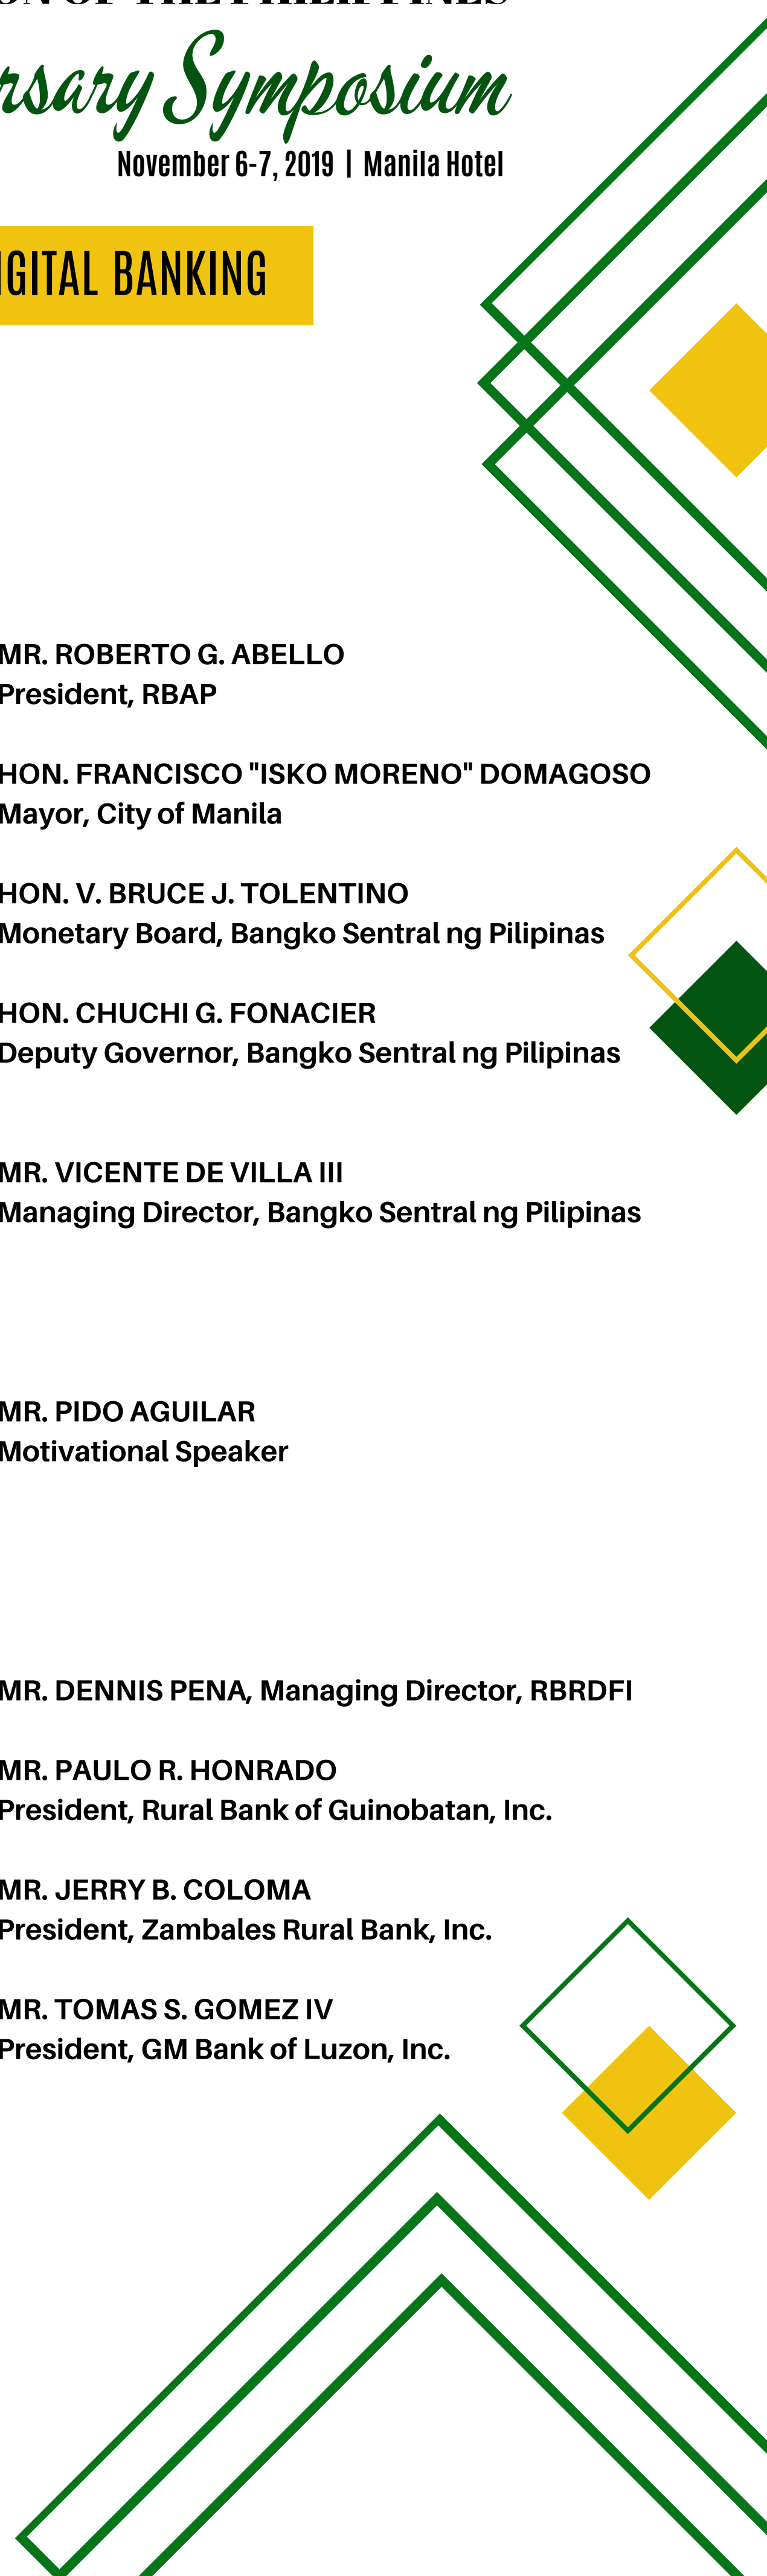 OF THE PHILIPPINES
Symposium
November 6-7, 2019 | Manila Hotel
BANKING
MR. ROBERTO G. ABELLO
President, RBAP
HON. FRANCISCO "ISKO MORENO" DOMAGOSO
Mayor, City of Manila
HON. V. BRUCE J. TOLENTINO
Monetary Board, Bangko Sentral ng Pilipinas
HON. CHUCHI G. FONACIER
Deputy Governor, Bangko Sentral ng Pilipinas
MR. VICENTE DE VILLA III
Managing Director, Bangko Sentral ng Pilipinas
MR. PIDO AGUILAR
Motivational Speaker
MR. DENNIS PENA, Managing Director, RBRDFI
MR. PAULO R. HONRADO
President, Rural Bank of Guinobatan, Inc.
MR. JERRY B. COLOMA
President, Zambales Rural Bank, Inc.
MR. TOMAS S. GOMEZ IV
President, GM Bank of Luzon, Inc.